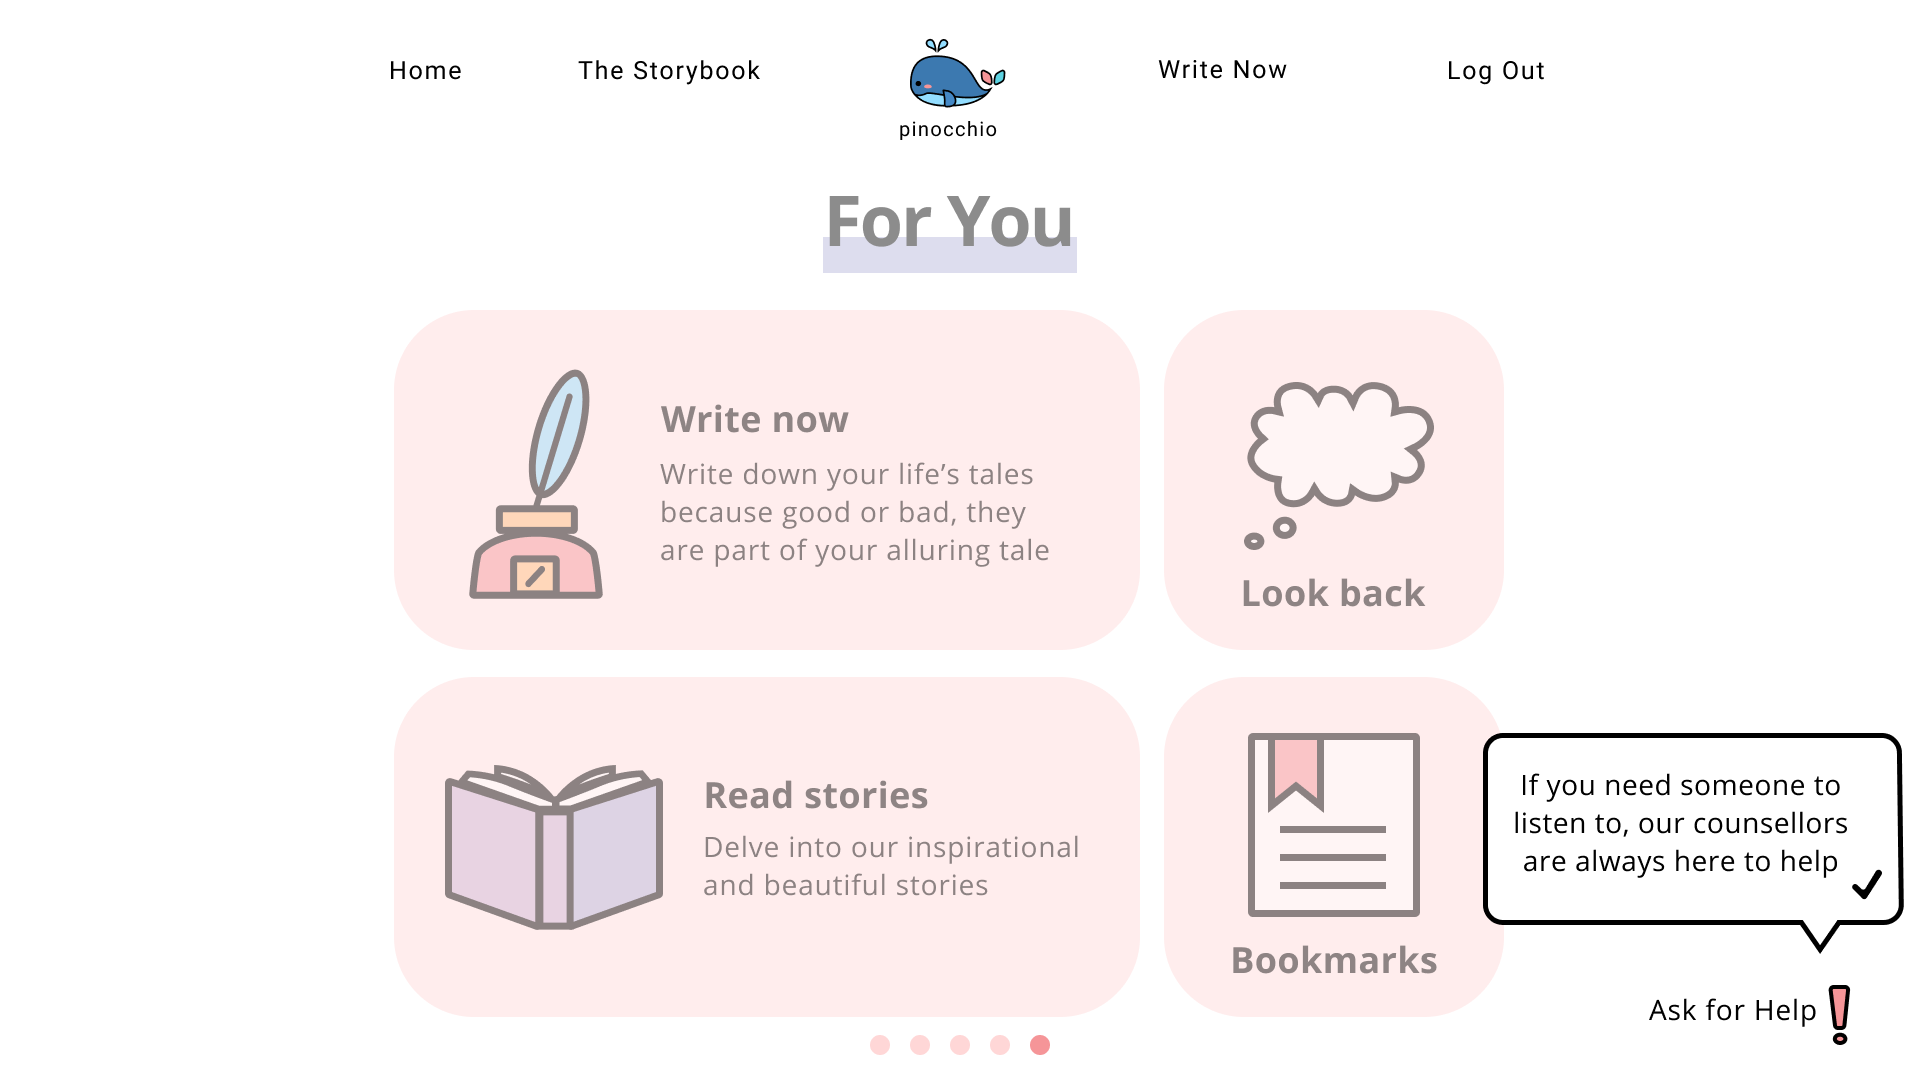 Home
The Storybook
pinocchio
Write Now
Log Out
For You
Write now
Write down your life’s tales
because good or bad, they
are part of your alluring tale
Look back
Read stories
Delve into our inspirational
and beautiful stories
Bookmarks
If you need someone to
listen to, our counsellors
are always here to help
Ask for Help